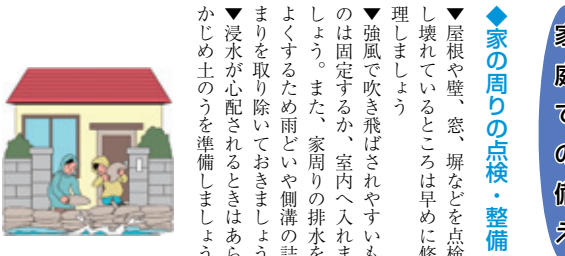 家庭での備え
◆家の周りの点検・整備
▼屋根や壁、窓、塀などを点検
し壊れているところは早めに修
理しましょう
▼強風で吹き飛ばされやすいも
のは固定するか、室内へ入れま
しょう。また、家周りの排水を
よくするため雨どいや側溝の詰
まりを取り除いておきましょう
▼浸水が心配されるときはあら
かじめ土のうを準備しましょう